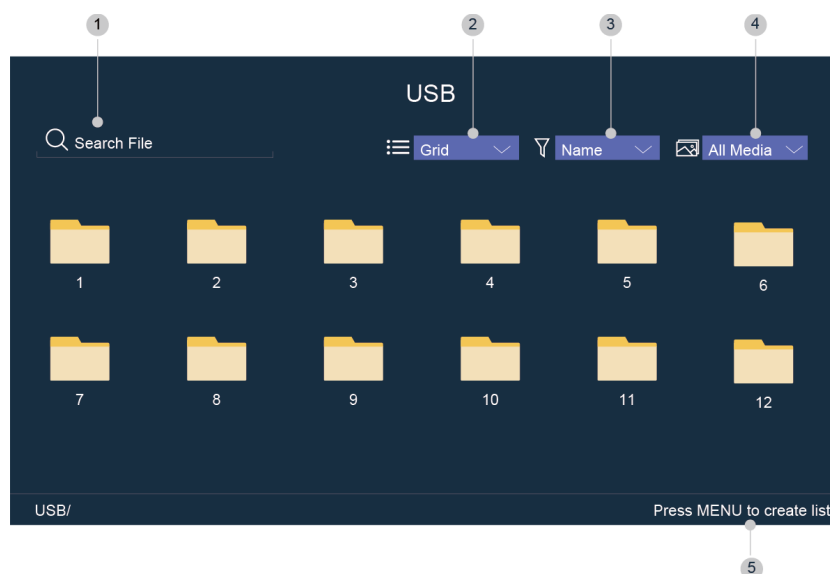 1 2 3 4
USB
Search File Grid Name All Media
1 2 3 4 5 6
7 8 9 10 11 12
USB/ Press MENU to create list
5